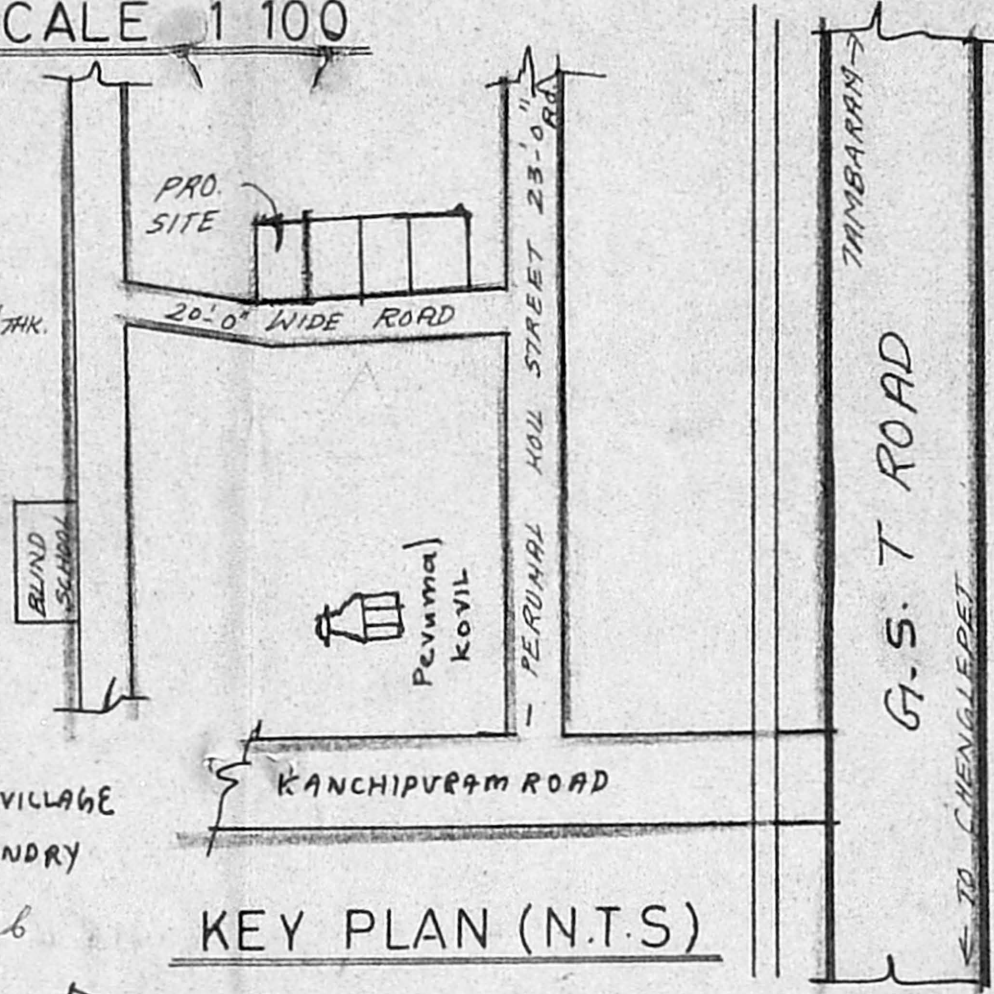 CALE 1 100
PRO.
SITE
20'-0" WIDE ROAD
THK.
- PERUMAL KOIL STREET 23'-0" Rd.
TAMBARAM→
G.S.T ROAD
← TO CHENGLEPET
BLIND
SCHOOL
Perumal
KOVIL
KANCHIPURAM ROAD
VILLAGE
NDRY
KEY PLAN (N.T.S)